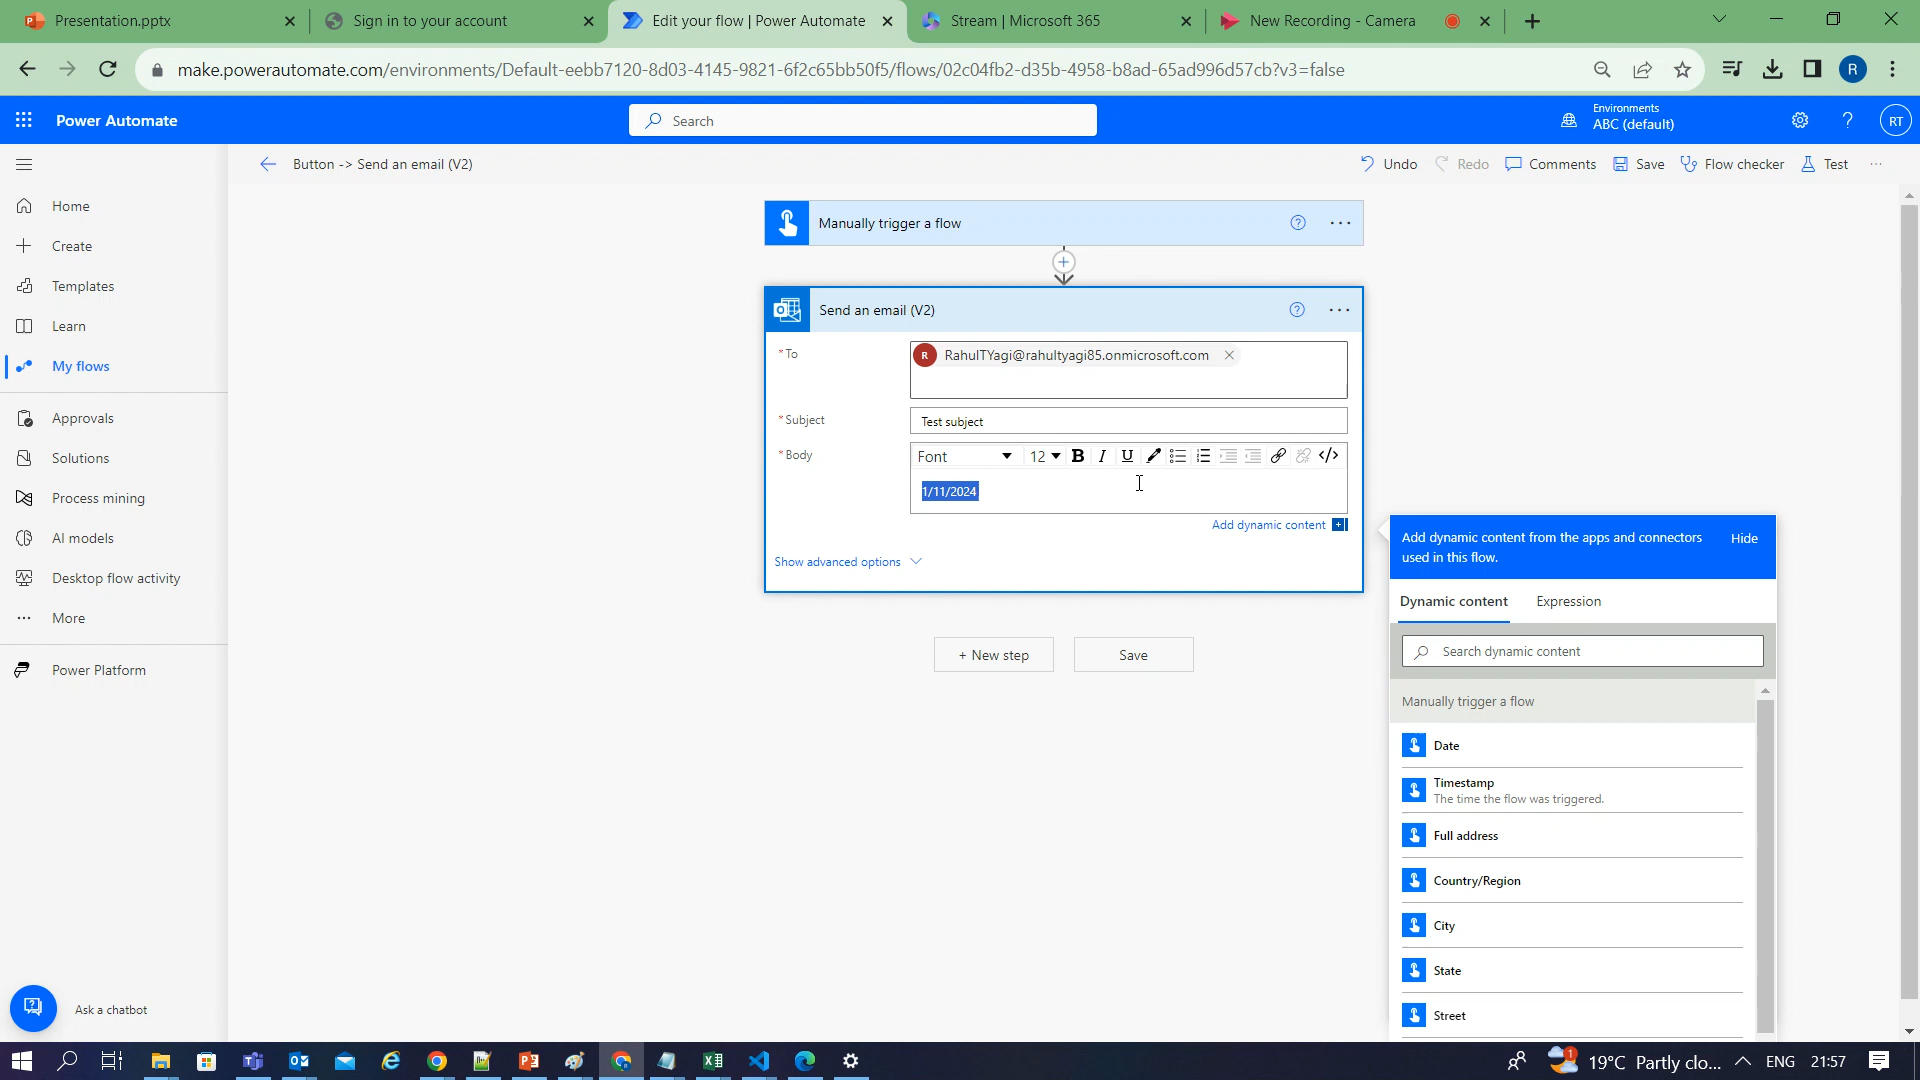 Presentation.pptx
Sign in to your account
Edit your flow | Power Automate
Stream | Microsoft 365
New Recording - Camera
make.powerautomate.com/environments/Default-eebb7120-8d03-4145-9821-6f2c65bb50f5/flows/02c04fb2-d35b-4958-b8ad-65ad996d57cb?v3=false
R
Power Automate
Search
Environments
ABC (default)
RT
Button -> Send an email (V2)
Undo
Redo
Comments
Save
Flow checker
Test
Home
Create
Templates
Learn
My flows
Approvals
Solutions
Process mining
AI models
Desktop flow activity
More
Power Platform
Ask a chatbot
Manually trigger a flow
Send an email (V2)
* To
R RahulTYagi@rahultyagi85.onmicrosoft.com
* Subject
Test subject
* Body
Font
12
1/11/2024
Add dynamic content
Show advanced options
+ New step
Save
Add dynamic content from the apps and connectors
used in this flow.
Hide
Dynamic content
Expression
Search dynamic content
Manually trigger a flow
Date
Timestamp
The time the flow was triggered.
Full address
Country/Region
City
State
Street
1
19°C Partly clo...
ENG
21:57